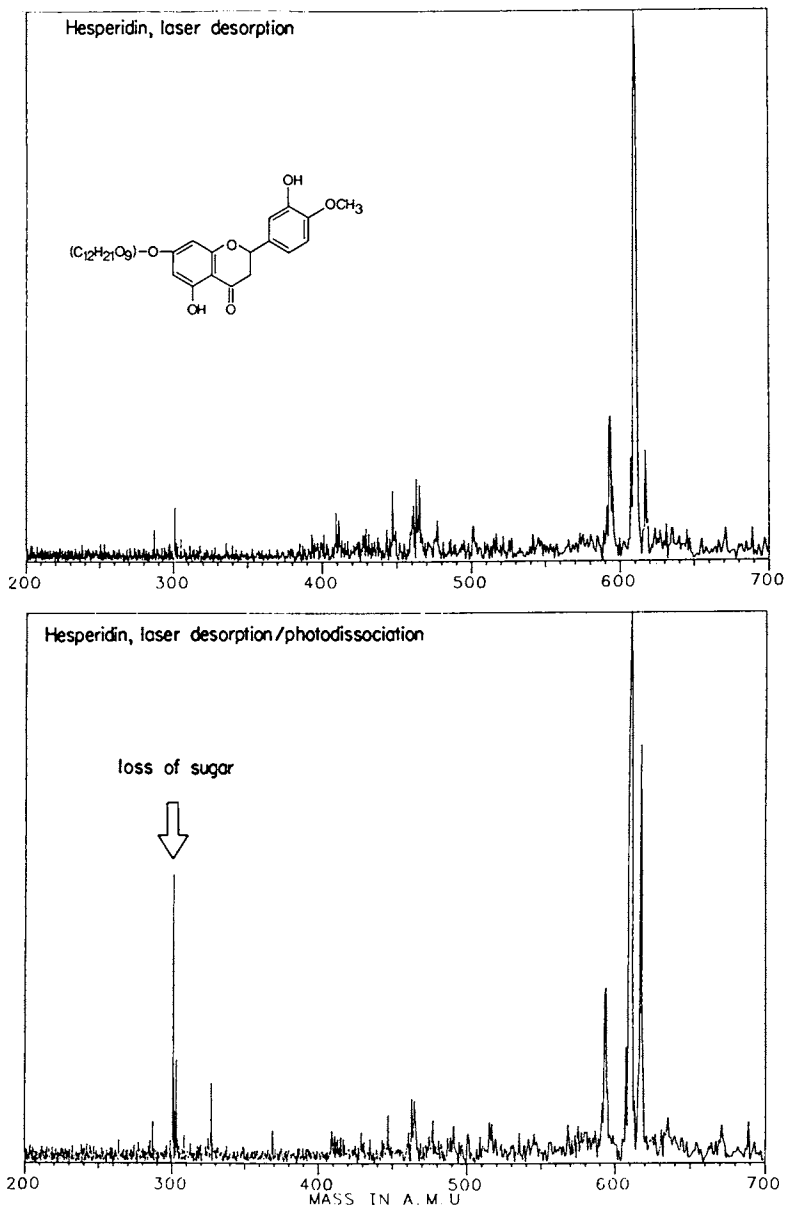 Hesperidin, laser desorption
OH
OCH3
(C12H21O9)–O
O
OH
O
200 300 400 500 600 700
Hesperidin, laser desorption/photodissociation
loss of sugar
200 300 400 500 600 700
MASS IN A.M.U